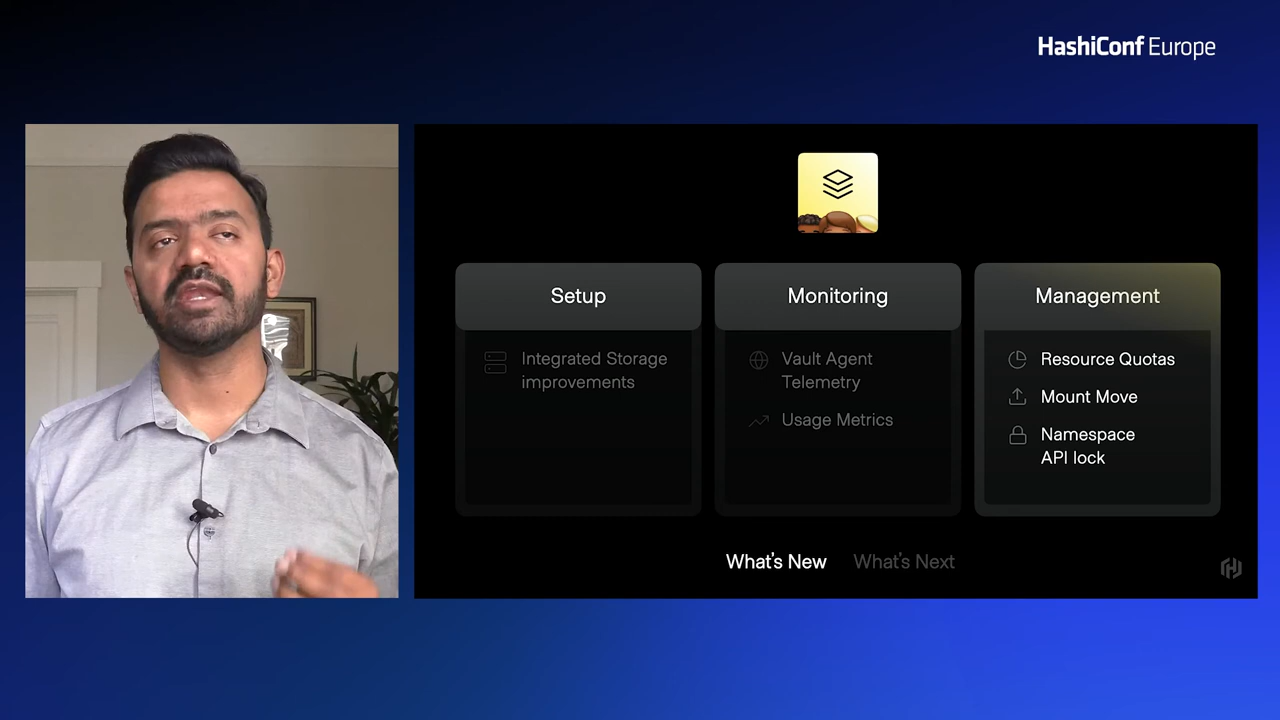 HashiConf Europe
Setup
Integrated Storage
improvements
Monitoring
Vault Agent
Telemetry
Usage Metrics
Management
Resource Quotas
Mount Move
Namespace
API lock
What's New
What's Next